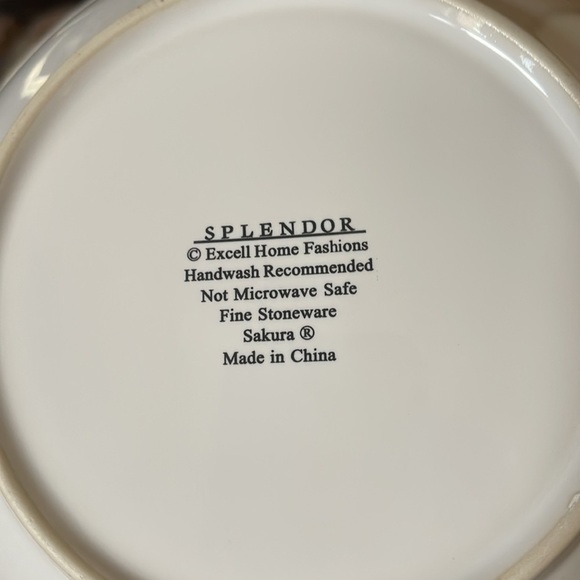 SPLENDOR
© Excell Home Fashions
Handwash Recommended
Not Microwave Safe
Fine Stoneware
Sakura ®
Made in China